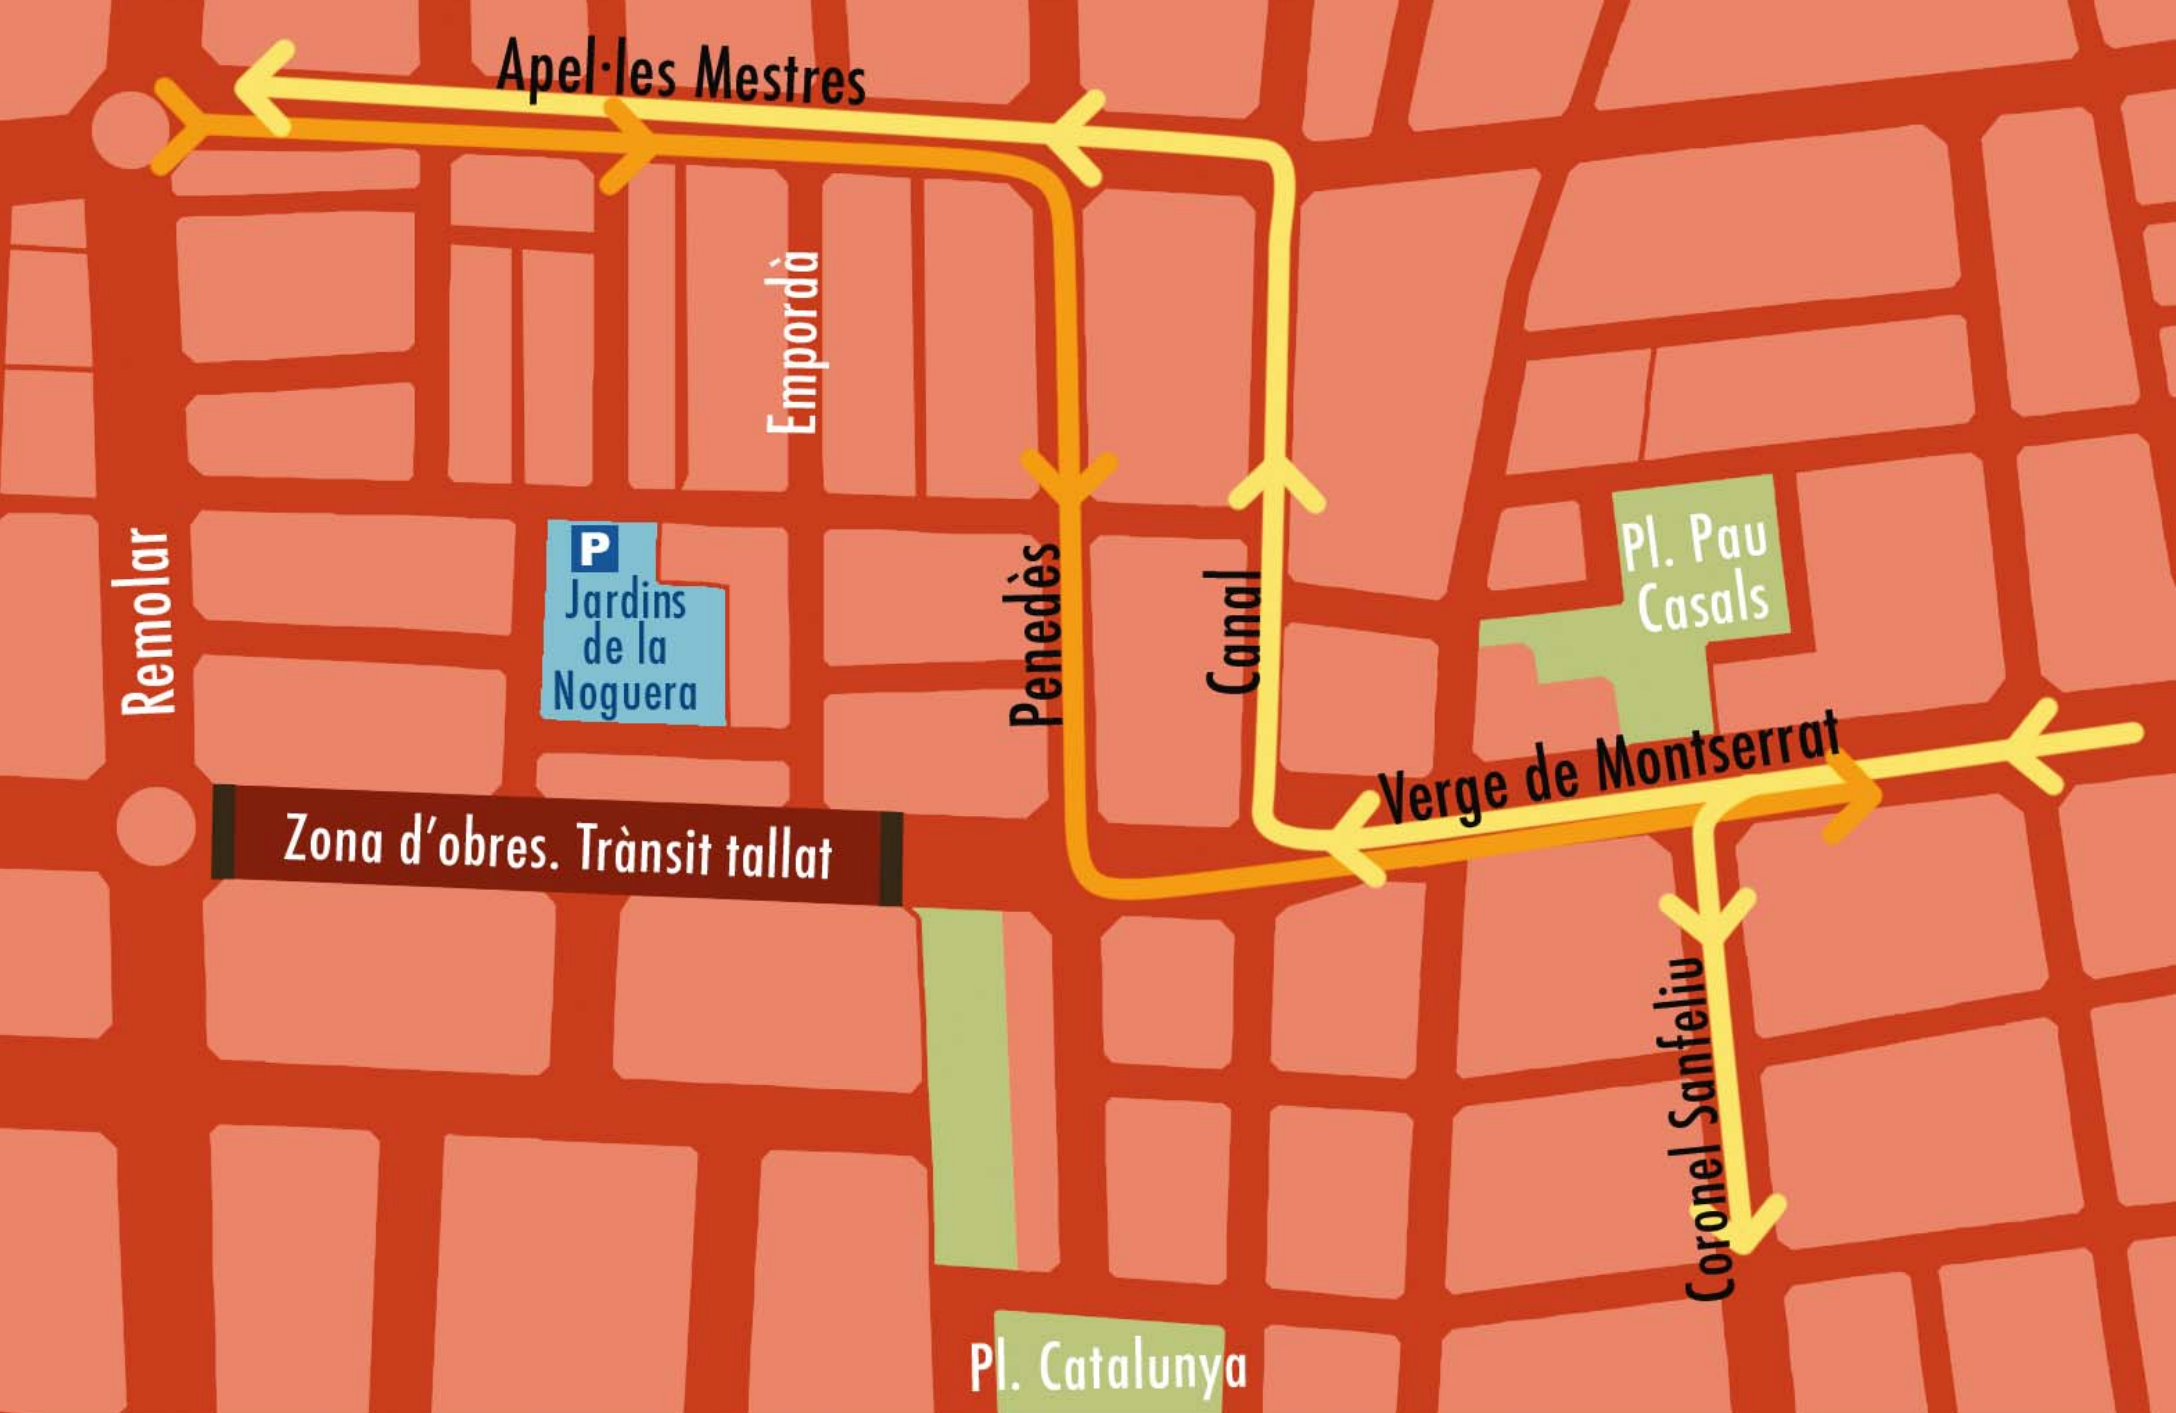 Apel·les Mestres
Empordà
Remolar
P
Jardins
de la
Noguera
Penedès
Canal
Pl. Pau
Casals
Verge de Montserrat
Zona d’obres. Trànsit tallat
Coronel Sanfeliu
Pl. Catalunya